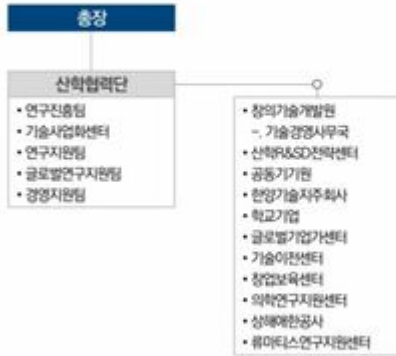 총장
산학협력단
• 연구진흥팀
• 기술사업화센터
• 연구지원팀
• 글로벌연구지원팀
• 경영지원팀
• 창의기술개발원
-. 기술경영사무국
• 산학R&SD전략센터
• 공동기기원
• 한양기술지주회사
• 학교기업
• 글로벌기업가센터
• 기술이전센터
• 창업보육센터
• 의학연구지원센터
• 상해애한공사
• 류마티스연구지원센터